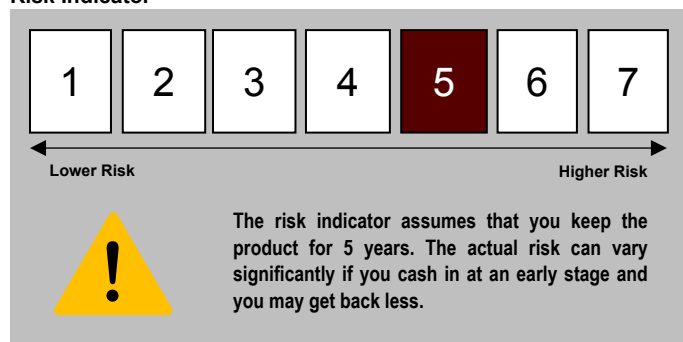 Risk Indicator
1 2 3 4 5 6 7
Lower Risk Higher Risk
The risk indicator assumes that you keep the
product for 5 years. The actual risk can vary
significantly if you cash in at an early stage and
you may get back less.